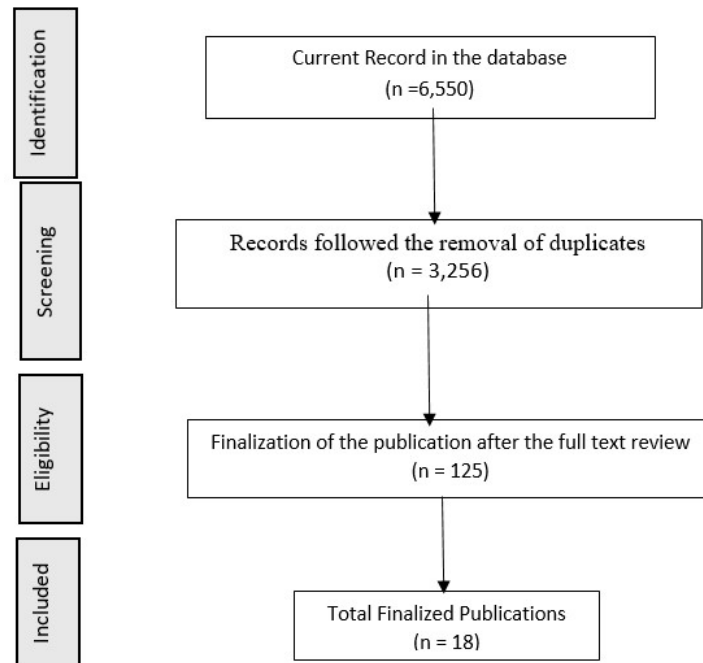 Identification
Current Record in the database
(n =6,550)
Screening
Records followed the removal of duplicates
(n = 3,256)
Eligibility
Finalization of the publication after the full text review
(n = 125)
Included
Total Finalized Publications
(n = 18)